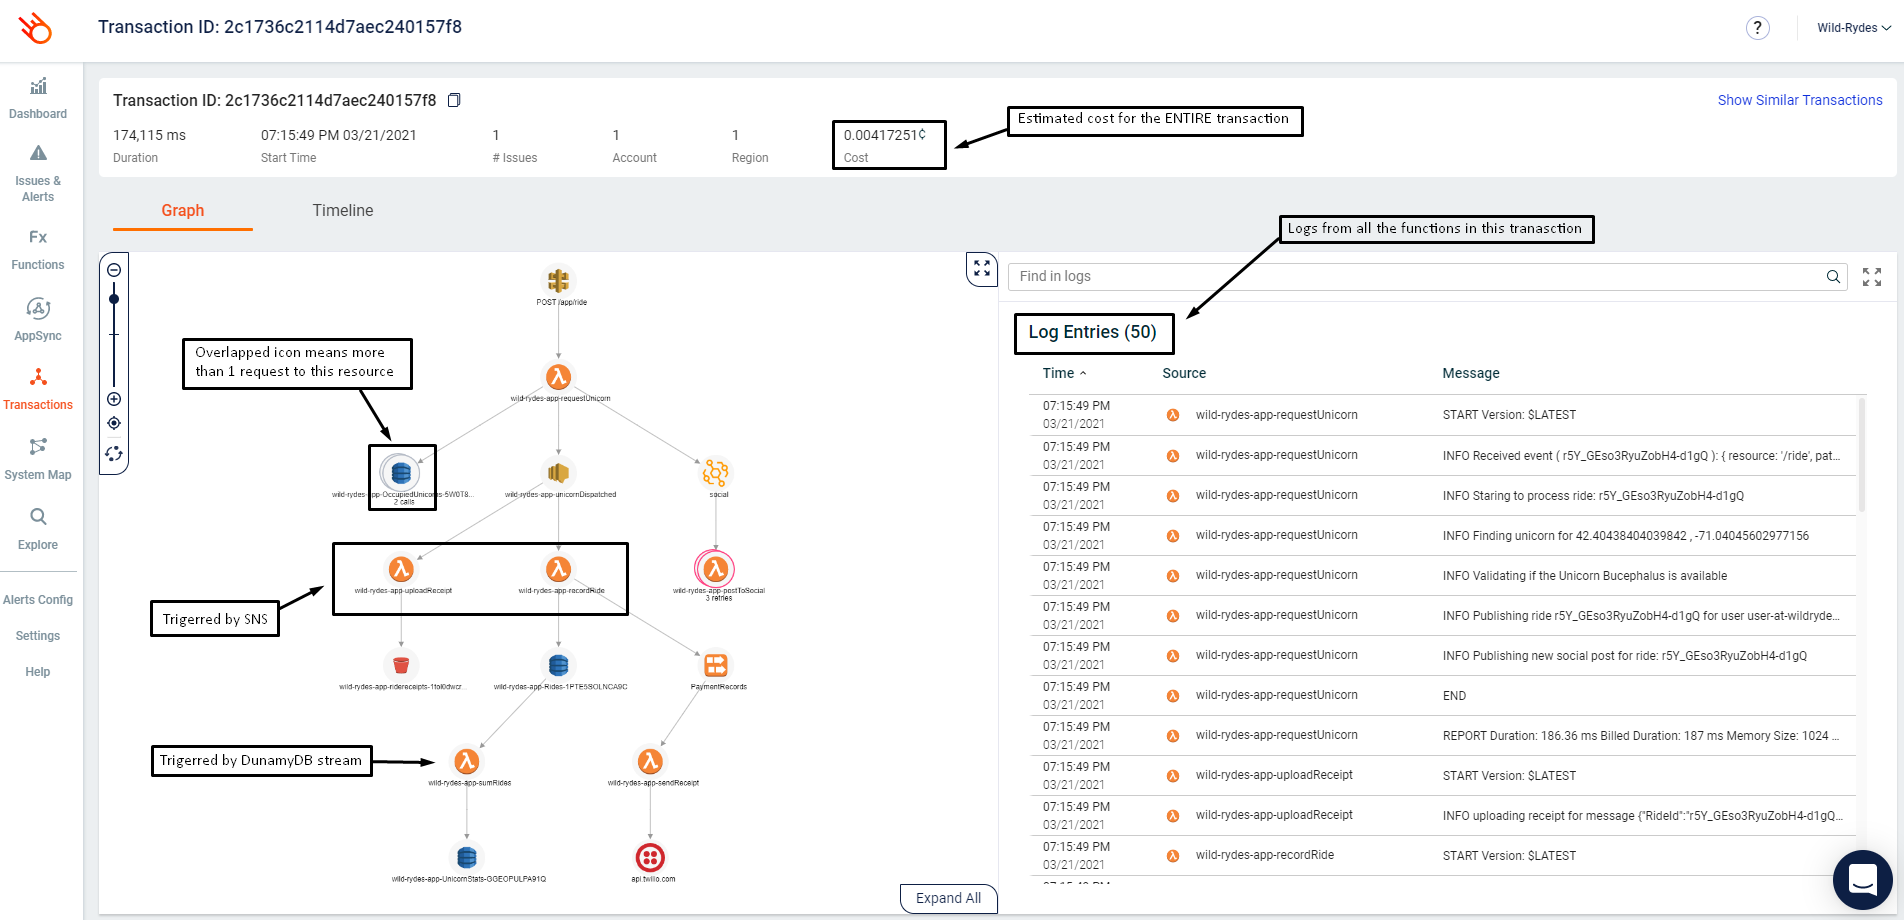 Transaction ID: 2c1736c2114d7aec240157f8
?
Wild-Rydes
Dashboard
Issues &
Alerts
Fx
Functions
AppSync
Transactions
System Map
Explore
Alerts Config
Settings
Help
Transaction ID: 2c1736c2114d7aec240157f8
Show Similar Transactions
174,115 ms
Duration
07:15:49 PM 03/21/2021
Start Time
1
# Issues
1
Account
1
Region
0.00417251¢
Cost
Estimated cost for the ENTIRE transaction
Graph
Timeline
Logs from all the functions in this tranasction
POST /app/ride
Overlapped icon means more
than 1 request to this resource
wild-rydes-app-requestUnicorn
wild-rydes-app-OccupiedUnicorns-5W0T8...
2 calls
wild-rydes-app-unicornDispatched
social
Trigerred by SNS
wild-rydes-app-uploadReceipt
wild-rydes-app-recordRide
wild-rydes-app-postToSocial
3 retries
wild-rydes-app-ridereceipts-1tol0dwcr...
wild-rydes-app-Rides-1PTE5SOLNCA9C
PaymentRecords
Trigerred by DunamyDB stream
wild-rydes-app-sumRides
wild-rydes-app-sendReceipt
wild-rydes-app-UnicornStats-GGEOPULPA91Q
api.twilio.com
Expand All
Find in logs
Log Entries (50)
Time Source Message
07:15:49 PM
03/21/2021
wild-rydes-app-requestUnicorn
START Version: $LATEST
07:15:49 PM
03/21/2021
wild-rydes-app-requestUnicorn
INFO Received event ( r5Y_GEso3RyuZobH4-d1gQ ): { resource: '/ride', pat...
07:15:49 PM
03/21/2021
wild-rydes-app-requestUnicorn
INFO Staring to process ride: r5Y_GEso3RyuZobH4-d1gQ
07:15:49 PM
03/21/2021
wild-rydes-app-requestUnicorn
INFO Finding unicorn for 42.40438404039842 , -71.04045602977156
07:15:49 PM
03/21/2021
wild-rydes-app-requestUnicorn
INFO Validating if the Unicorn Bucephalus is available
07:15:49 PM
03/21/2021
wild-rydes-app-requestUnicorn
INFO Publishing ride r5Y_GEso3RyuZobH4-d1gQ for user user-at-wildryde...
07:15:49 PM
03/21/2021
wild-rydes-app-requestUnicorn
INFO Publishing new social post for ride: r5Y_GEso3RyuZobH4-d1gQ
07:15:49 PM
03/21/2021
wild-rydes-app-requestUnicorn
END
07:15:49 PM
03/21/2021
wild-rydes-app-requestUnicorn
REPORT Duration: 186.36 ms Billed Duration: 187 ms Memory Size: 1024 ...
07:15:49 PM
03/21/2021
wild-rydes-app-uploadReceipt
START Version: $LATEST
07:15:49 PM
03/21/2021
wild-rydes-app-uploadReceipt
INFO uploading receipt for message {"RideId":"r5Y_GEso3RyuZobH4-d1gQ...
07:15:49 PM
03/21/2021
wild-rydes-app-recordRide
START Version: $LATEST